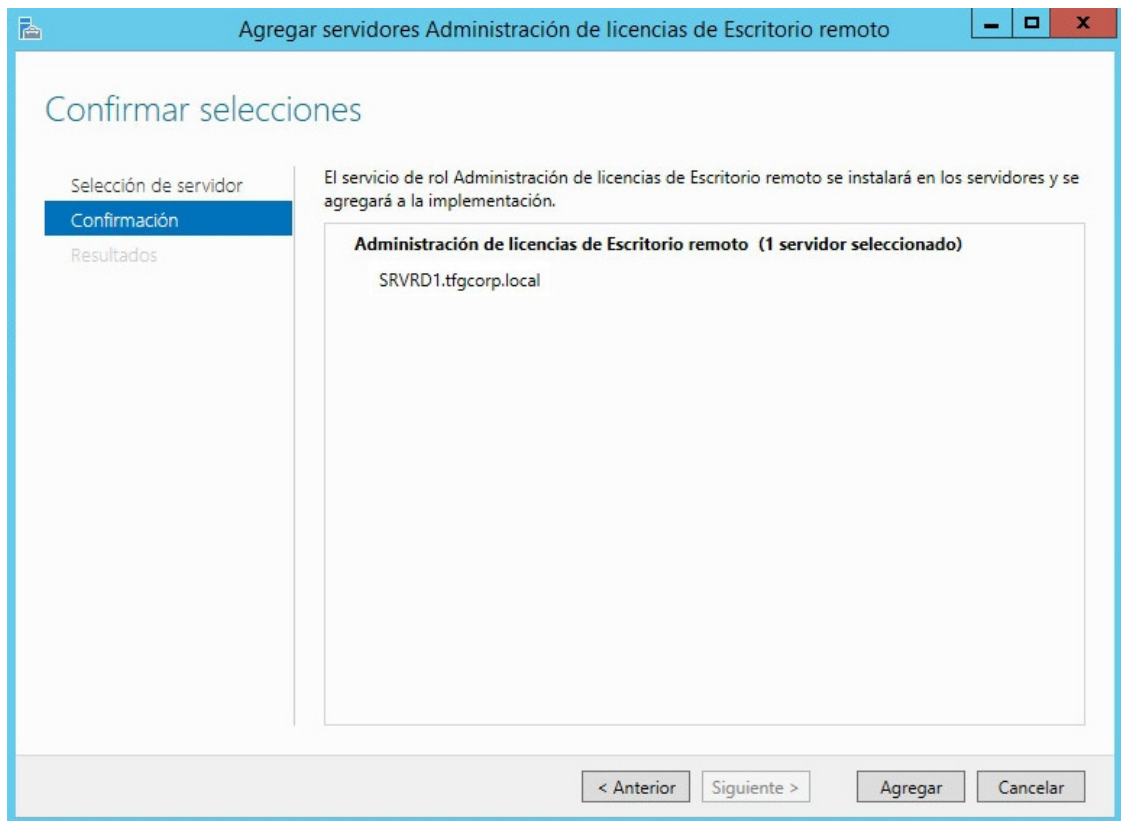 Agregar servidores Administración de licencias de Escritorio remoto
Confirmar selecciones
Selección de servidor
Confirmación
Resultados
El servicio de rol Administración de licencias de Escritorio remoto se instalará en los servidores y se
agregará a la implementación.
Administración de licencias de Escritorio remoto (1 servidor seleccionado)
SRVRD1.tfgcorp.local
< Anterior
Siguiente >
Agregar
Cancelar